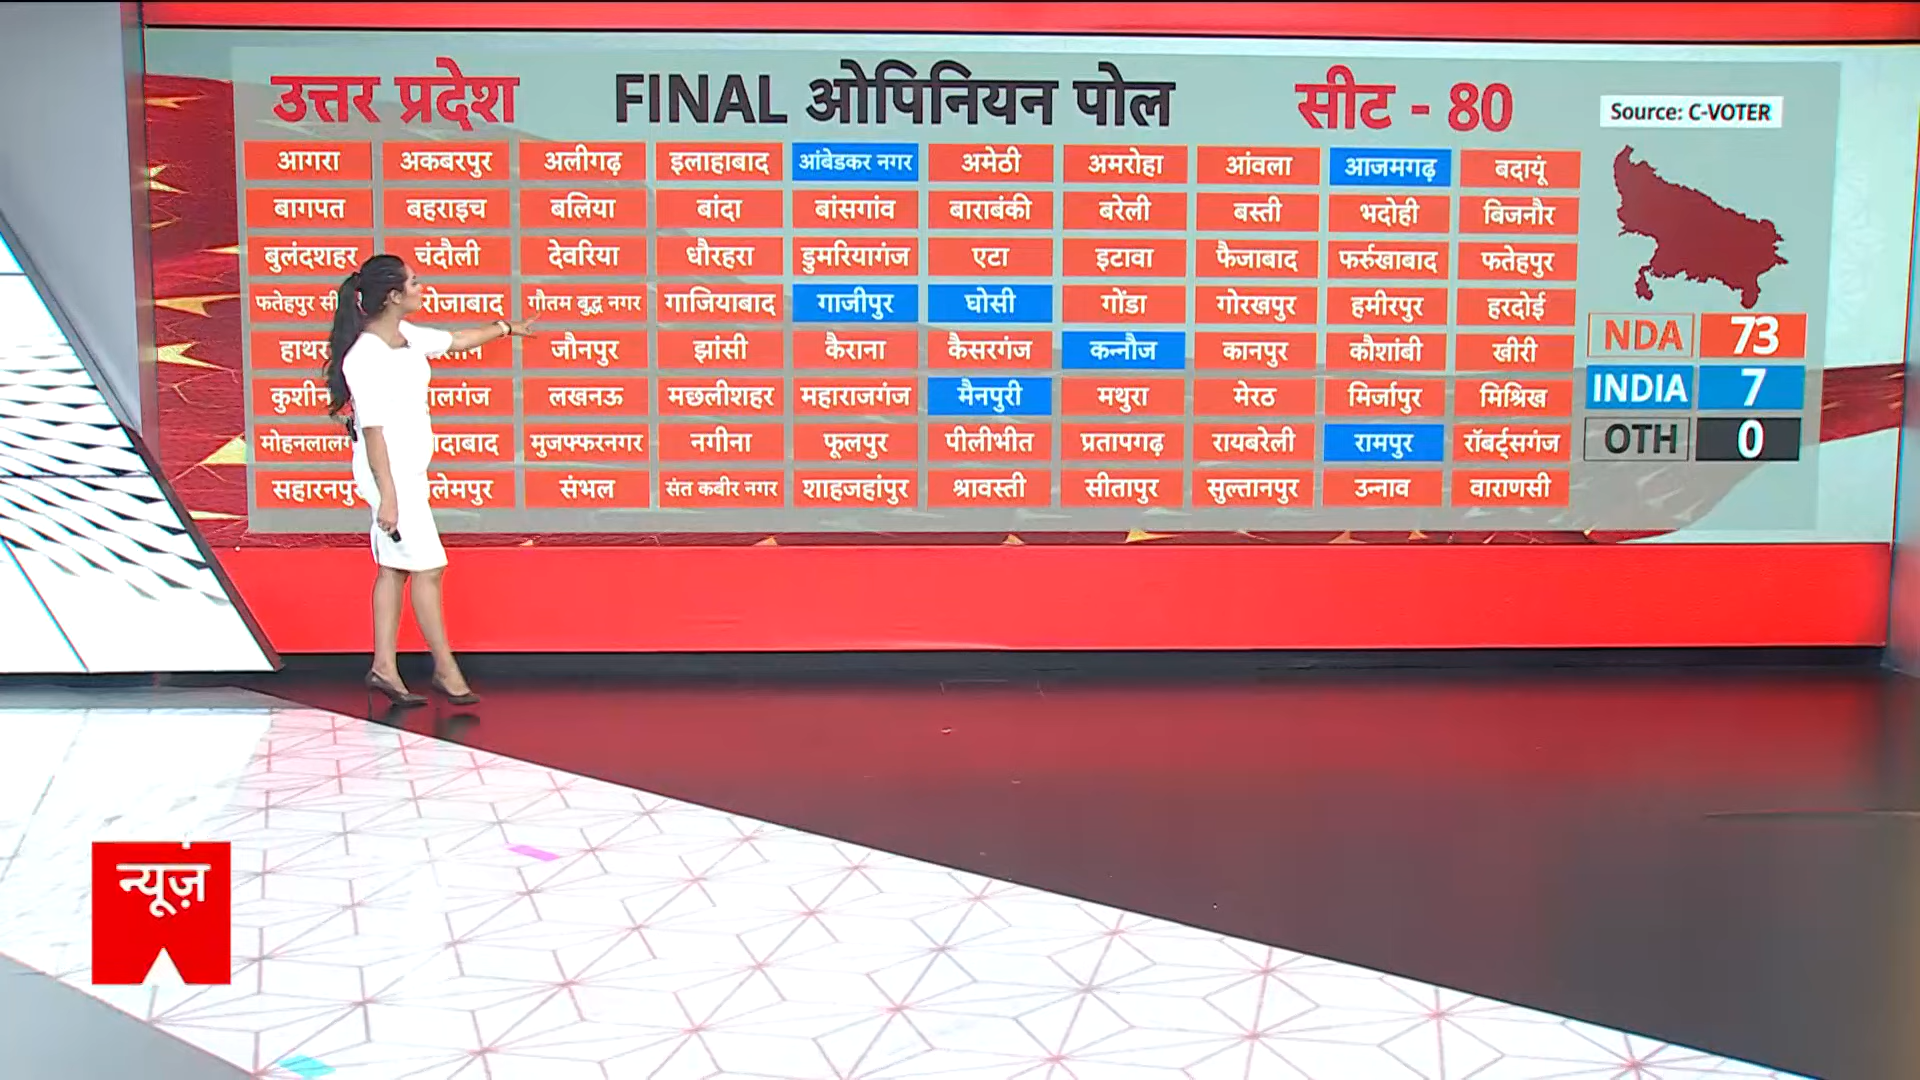 उत्तर प्रदेश FINAL ओपिनियन पोल सीट - 80
Source: C-VOTER
आगरा अकबरपुर अलीगढ़ इलाहाबाद आंबेडकर नगर अमेठी अमरोहा आंवला आजमगढ़ बदायूं
बागपत बहराइच बलिया बांदा बांसगांव बाराबंकी बरेली बस्ती भदोही बिजनौर
बुलंदशहर चंदौली देवरिया धौरहरा डुमरियागंज एटा इटावा फैजाबाद फर्रुखाबाद फतेहपुर
फतेहपुर गौतम बुद्ध नगर गाजियाबाद गाजीपुर घोसी गोंडा गोरखपुर हमीरपुर हरदोई
जौनपुर झांसी कैराना कैसरगंज कन्नौज कानपुर कौशांबी खीरी
लखनऊ मछलीशहर महाराजगंज मैनपुरी मथुरा मेरठ मिर्जापुर मिश्रिख
मुजफ्फरनगर नगीना फूलपुर पीलीभीत प्रतापगढ़ रायबरेली रामपुर रॉबर्ट्सगंज
सहारनपुर संभल संत कबीर नगर शाहजहांपुर श्रावस्ती सीतापुर सुल्तानपुर उन्नाव वाराणसी
NDA 73
INDIA 7
OTH 0
न्यूज़